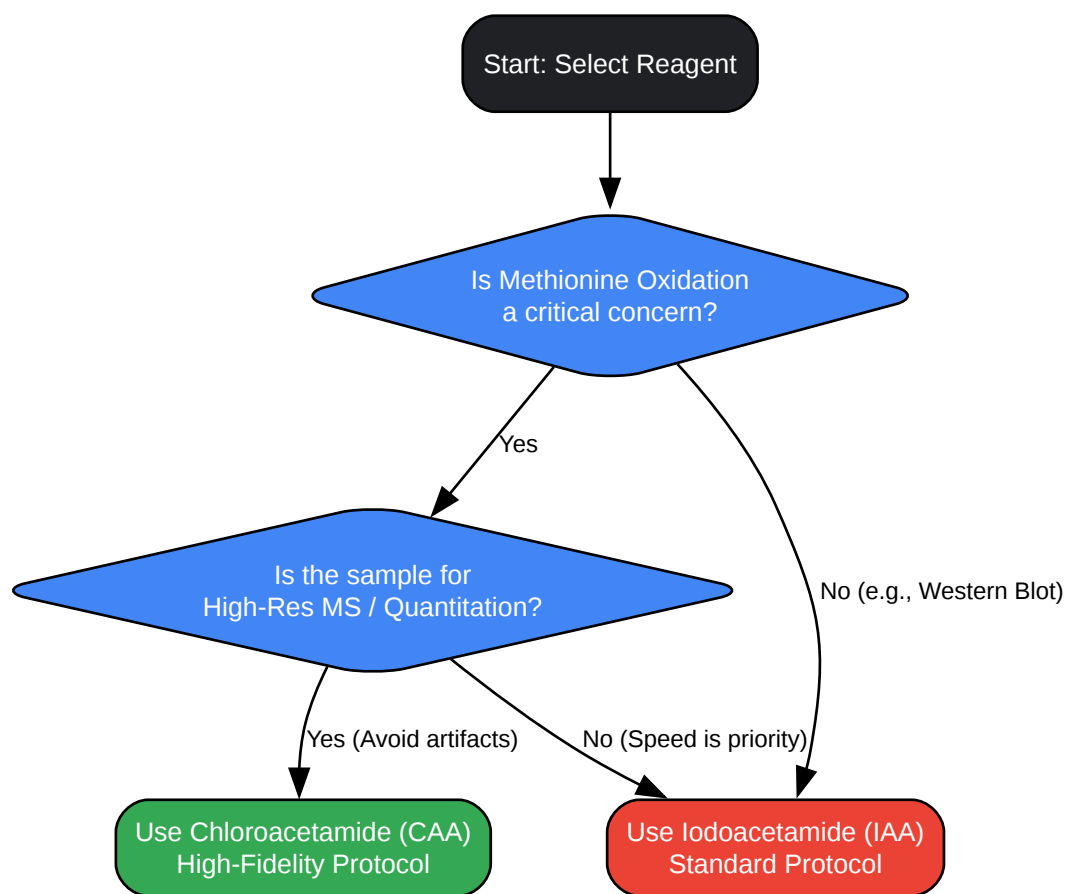 Start: Select Reagent
Is Methionine Oxidation
a critical concern?
Yes
Is the sample for
High-Res MS / Quantitation?
No (e.g., Western Blot)
Yes (Avoid artifacts)
No (Speed is priority)
Use Chloroacetamide (CAA)
High-Fidelity Protocol
Use Iodoacetamide (IAA)
Standard Protocol